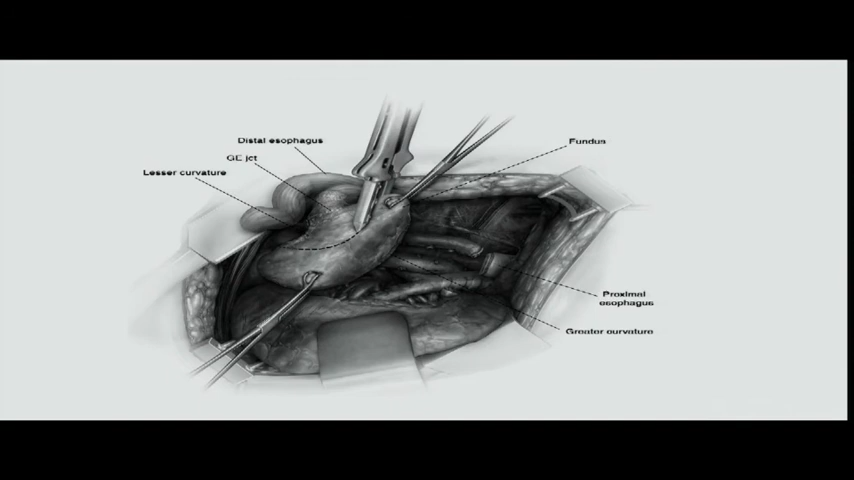 Distal esophagus
Fundus
GE jct
Lesser curvature
Proximal
esophagus
Greater curvature